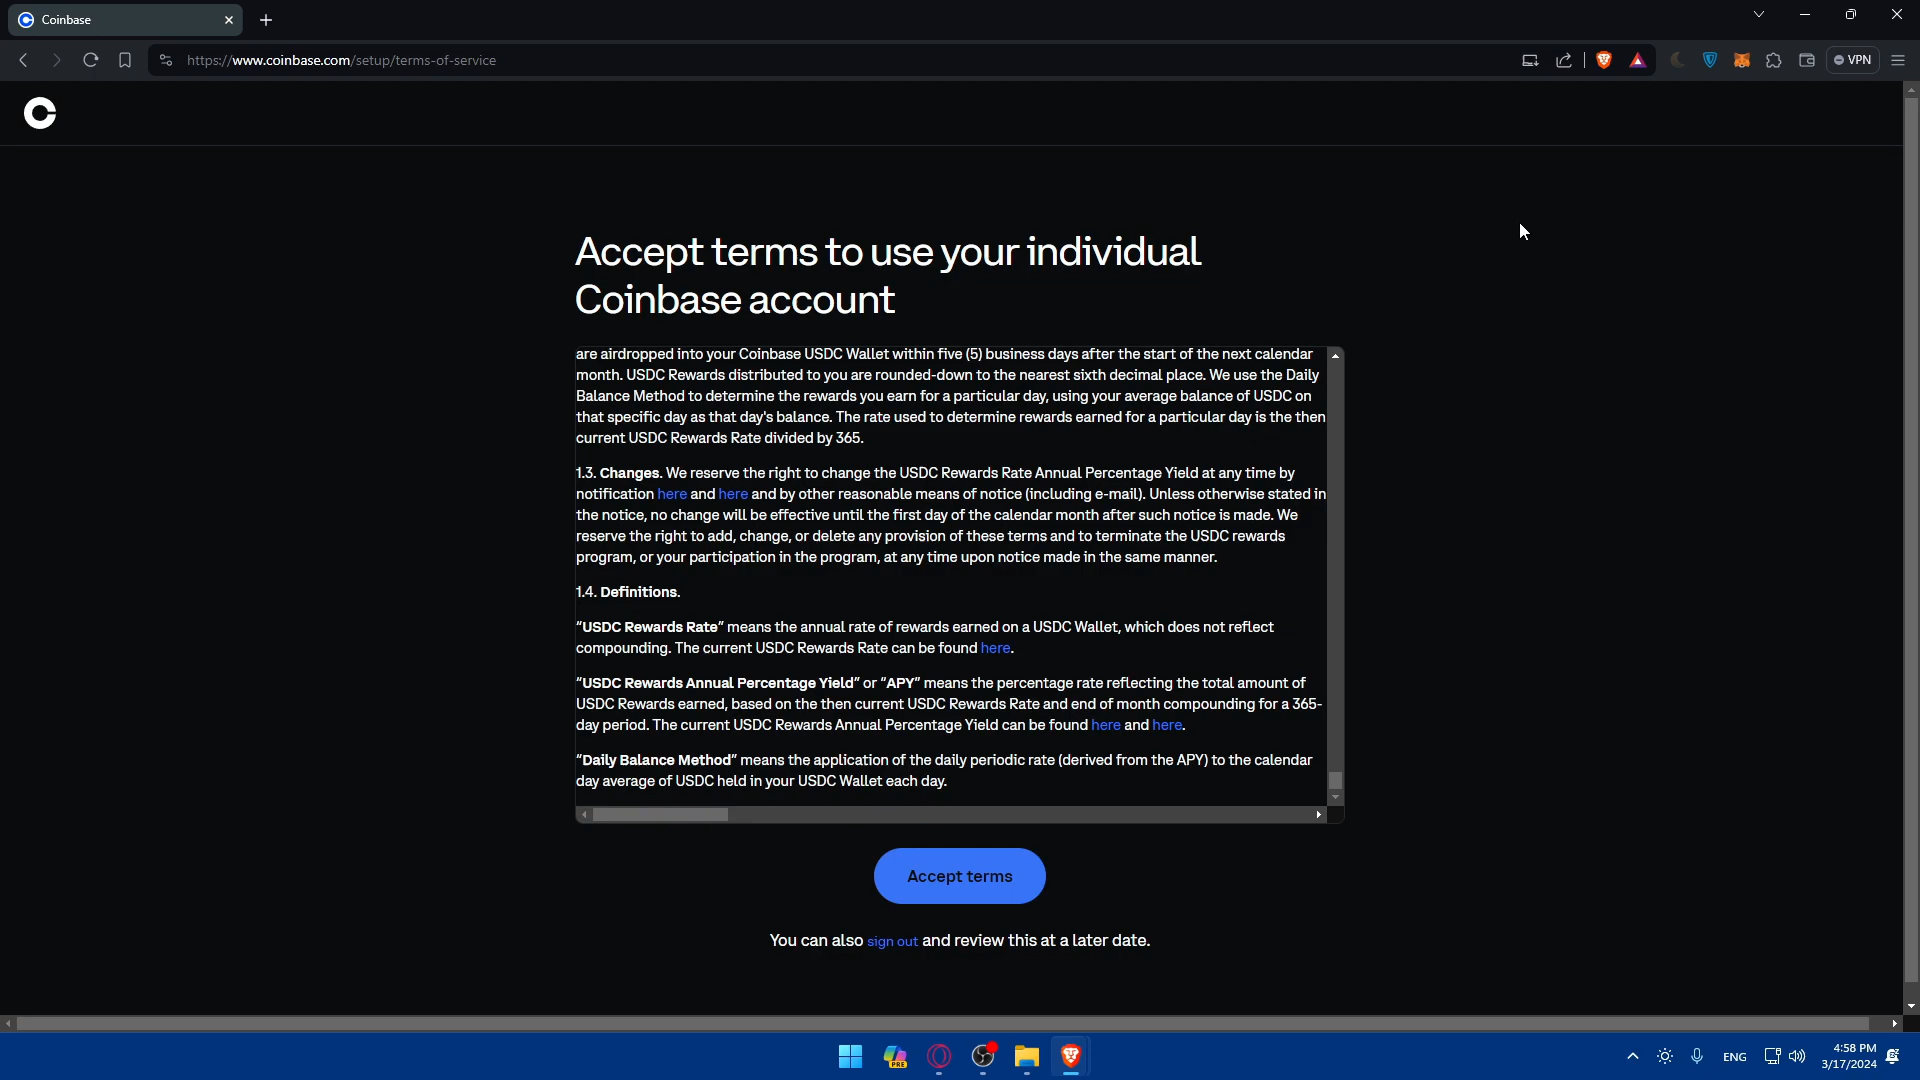 Coinbase
https://www.coinbase.com/setup/terms-of-service
VPN
Accept terms to use your individual
Coinbase account
are airdropped into your Coinbase USDC Wallet within five (5) business days after the start of the next calendar
month. USDC Rewards distributed to you are rounded-down to the nearest sixth decimal place. We use the Daily
Balance Method to determine the rewards you earn for a particular day, using your average balance of USDC on
that specific day as that day's balance. The rate used to determine rewards earned for a particular day is the then
current USDC Rewards Rate divided by 365.
1.3. Changes. We reserve the right to change the USDC Rewards Rate Annual Percentage Yield at any time by
notification here and here and by other reasonable means of notice (including e-mail). Unless otherwise stated in
the notice, no change will be effective until the first day of the calendar month after such notice is made. We
reserve the right to add, change, or delete any provision of these terms and to terminate the USDC rewards
program, or your participation in the program, at any time upon notice made in the same manner.
1.4. Definitions.
“USDC Rewards Rate” means the annual rate of rewards earned on a USDC Wallet, which does not reflect
compounding. The current USDC Rewards Rate can be found here.
“USDC Rewards Annual Percentage Yield” or “APY” means the percentage rate reflecting the total amount of
USDC Rewards earned, based on the then current USDC Rewards Rate and end of month compounding for a 365-
day period. The current USDC Rewards Annual Percentage Yield can be found here and here.
“Daily Balance Method” means the application of the daily periodic rate (derived from the APY) to the calendar
day average of USDC held in your USDC Wallet each day.
Accept terms
You can also sign out and review this at a later date.
PRE
ENG
4:58 PM
3/17/2024